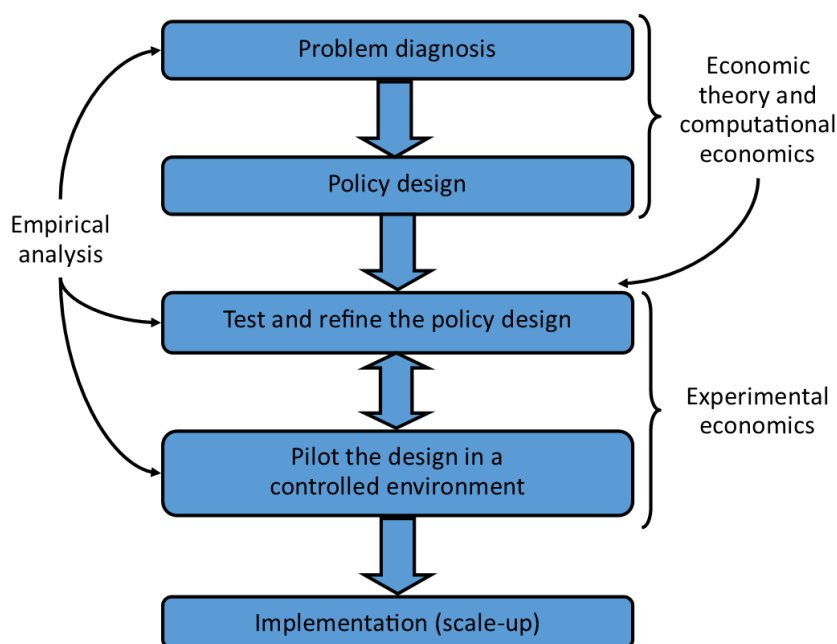 Problem diagnosis
Economic
theory and
computational
economics
Policy design
Empirical
analysis
Test and refine the policy design
Experimental
economics
Pilot the design in a
controlled environment
Implementation (scale-up)